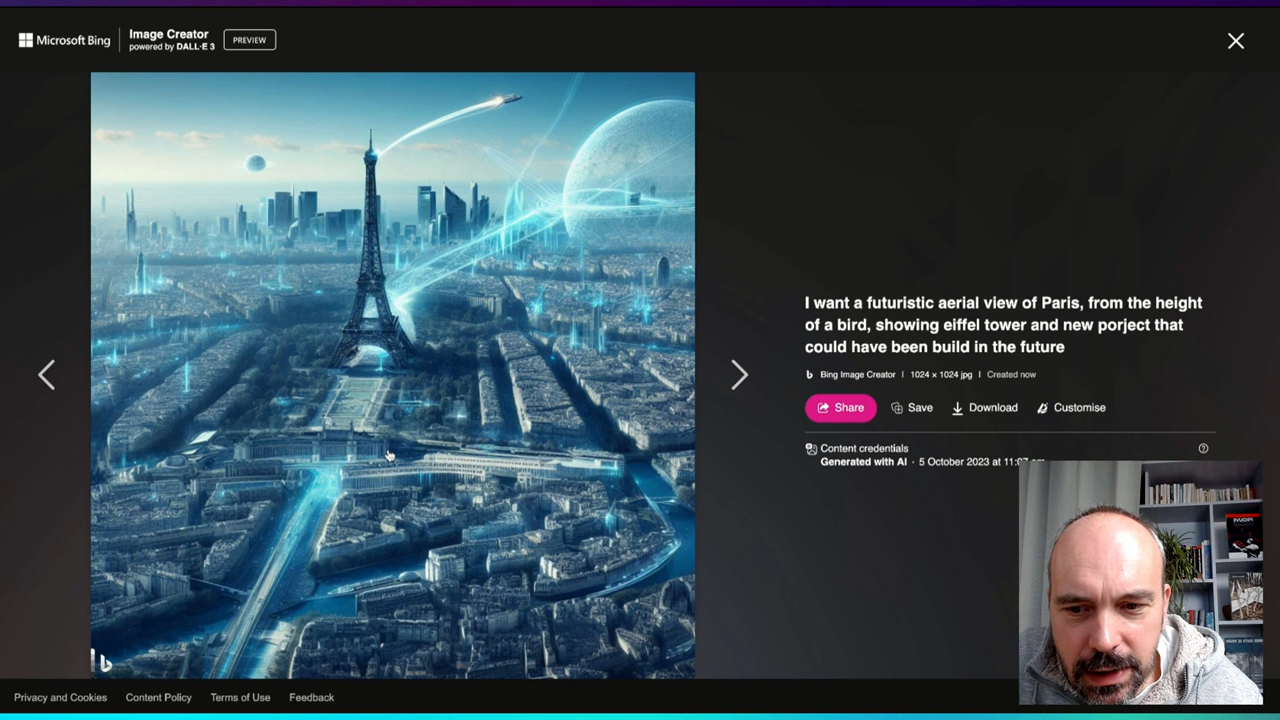 Microsoft Bing
Image Creator
powered by DALL·E 3
PREVIEW
I want a futuristic aerial view of Paris, from the height
of a bird, showing eiffel tower and new porject that
could have been build in the future
Bing Image Creator | 1024 × 1024 jpg | Created now
Share
Save
Download
Customise
Content credentials
Generated with AI · 5 October 2023 at 11:
Privacy and Cookies
Content Policy
Terms of Use
Feedback